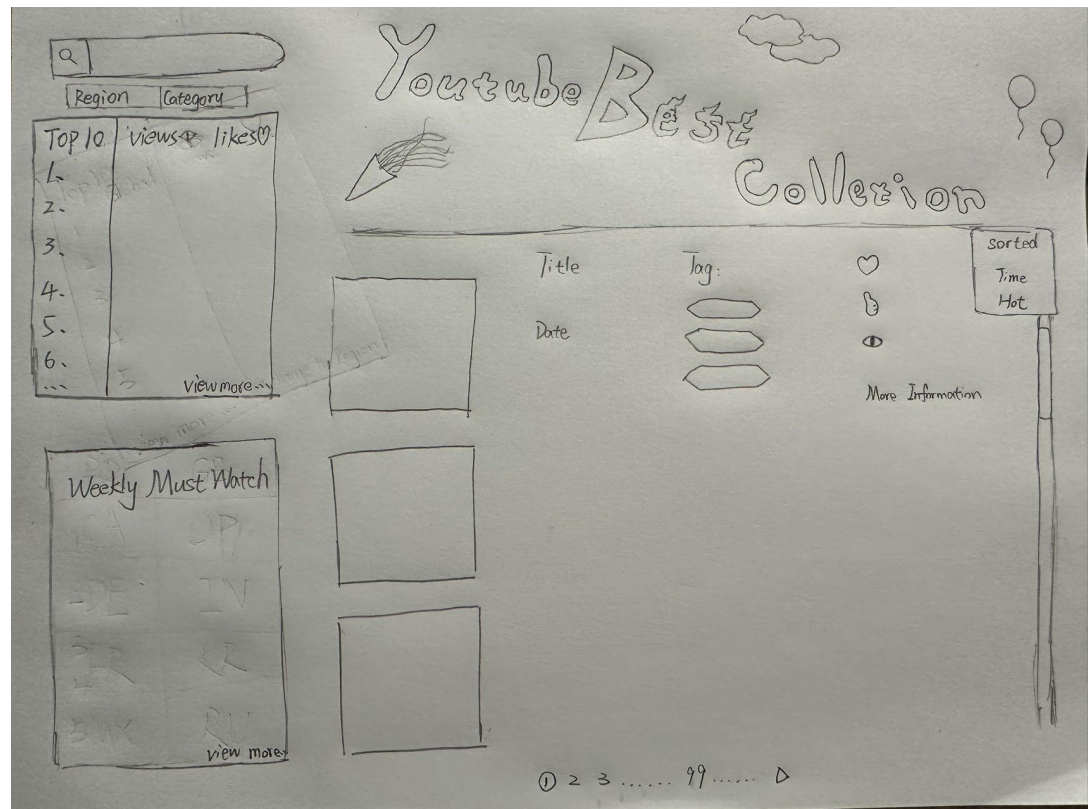 Region Category
Top 10 views likes
1.
2.
3.
4.
5.
6.
...
view more...
Weekly Must Watch
view more
Youtube Best
Collection
sorted
Time
Hot
Title
Tag:
Date
More Information
1 2 3 ...... 99 ......